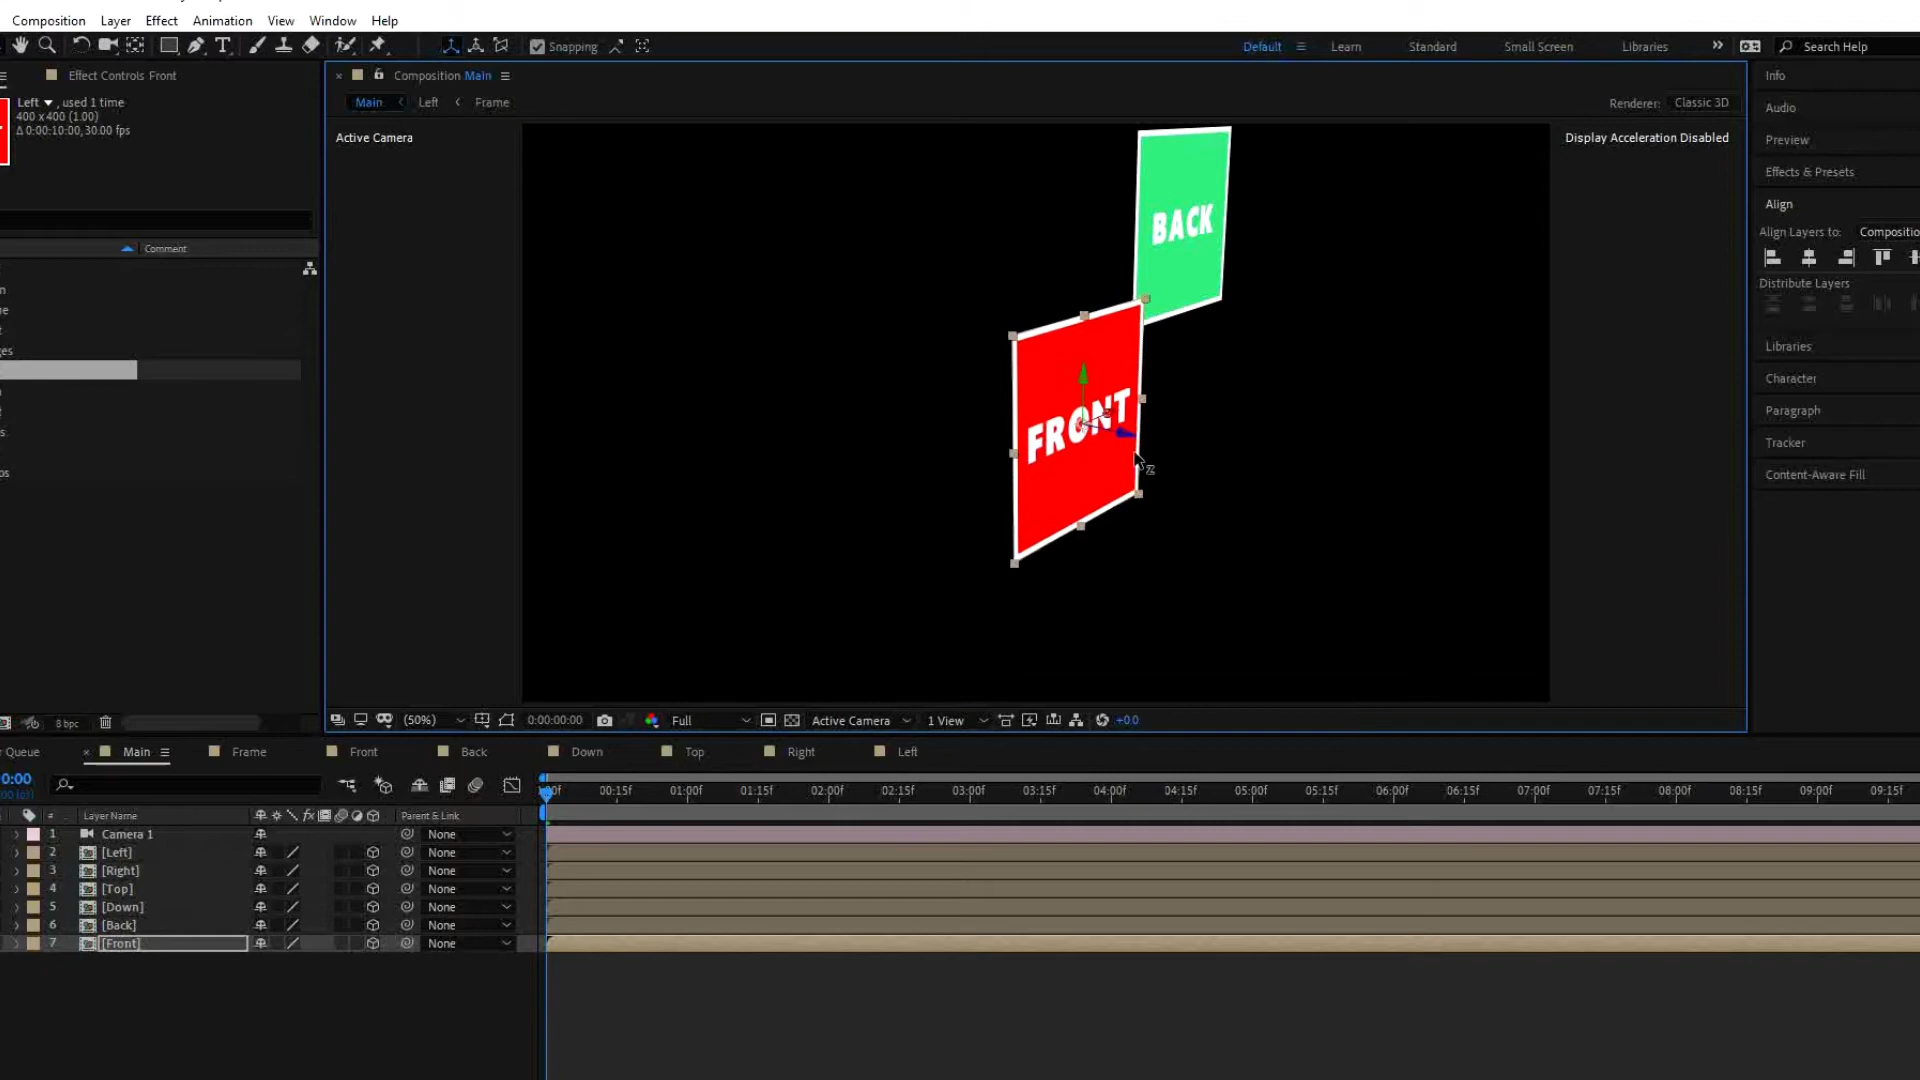 Composition Layer Effect Animation View Window Help
Snapping
Default Learn Standard Small Screen Libraries Search Help
Effect Controls Front
Left , used 1 time
400 x 400 (1.00)
Δ 0:00:10:00, 30.00 fps
Comment
8 bpc
Composition Main
Main Left Frame
Renderer: Classic 3D
Active Camera
Display Acceleration Disabled
BACK
FRONT
(50%) 0:00:00:00 Full Active Camera 1 View +0.0
Info
Audio
Preview
Effects & Presets
Align
Align Layers to: Compositio
Distribute Layers
Libraries
Character
Paragraph
Tracker
Content-Aware Fill
Queue Main Frame Front Back Down Top Right Left
0:00
00:15f 01:00f 01:15f 02:00f 02:15f 03:00f 03:15f 04:00f 04:15f 05:00f 05:15f 06:00f 06:15f 07:00f 07:15f 08:00f 08:15f 09:00f 09:15f
# Layer Name Parent & Link
1 Camera 1 None
2 [Left] None
3 [Right] None
4 [Top] None
5 [Down] None
6 [Back] None
7 [Front] None